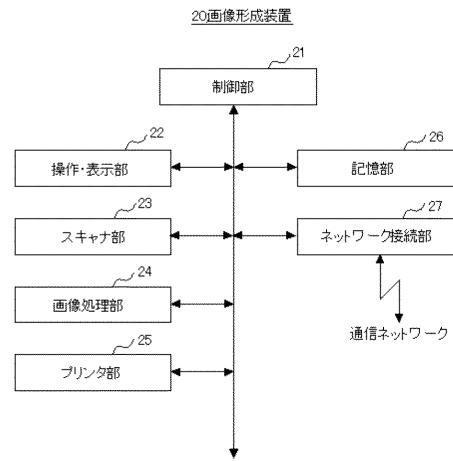 20画像形成装置
21
制御部
22
操作・表示部
26
記憶部
23
スキャナ部
27
ネットワーク接続部
24
画像処理部
通信ネットワーク
25
プリンタ部